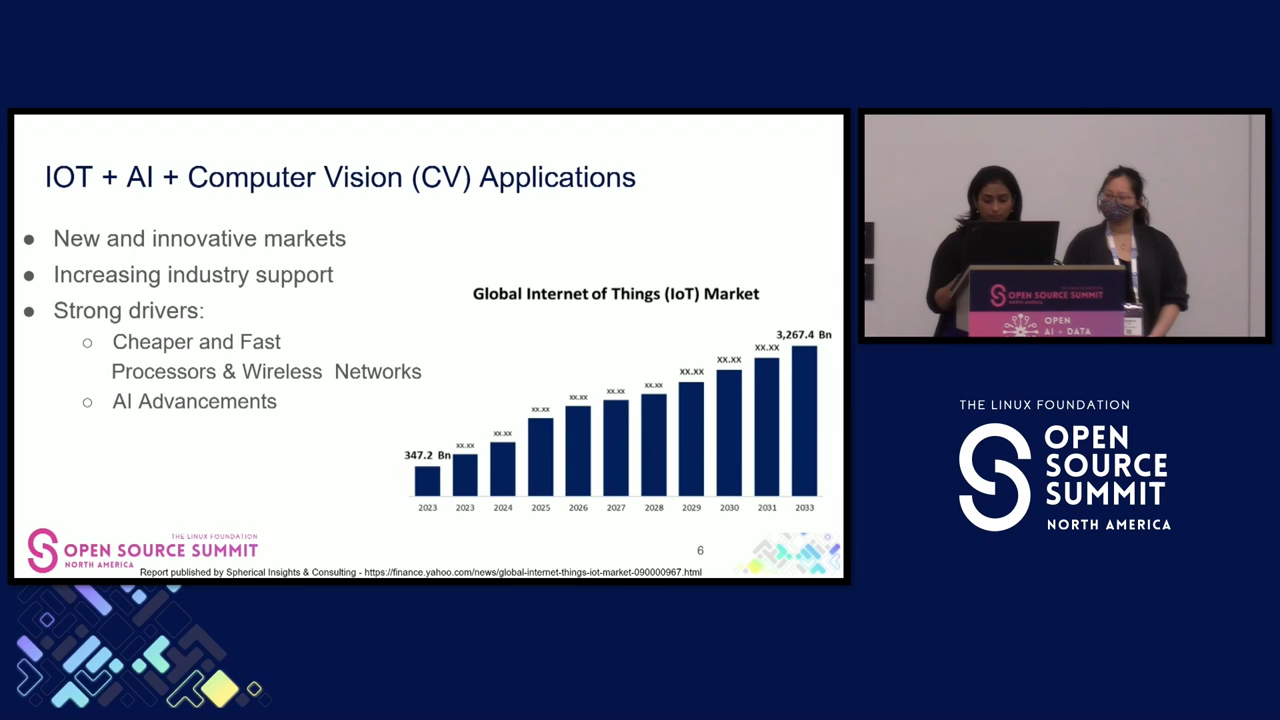 IOT + AI + Computer Vision (CV) Applications
● New and innovative markets
● Increasing industry support
● Strong drivers:
○ Cheaper and Fast
Processors & Wireless Networks
○ AI Advancements
Global Internet of Things (IoT) Market
347.2 Bn
xx.xx
xx.xx
xx.xx
xx.xx
xx.xx
xx.xx
xx.xx
xx.xx
xx.xx
3,267.4 Bn
2023 2023 2024 2025 2026 2027 2028 2029 2030 2031 2033
THE LINUX FOUNDATION
OPEN SOURCE SUMMIT
NORTH AMERICA
6
Report published by Spherical Insights & Consulting - https://finance.yahoo.com/news/global-internet-things-iot-market-090000967.html
THE LINUX FOUNDATION
OPEN SOURCE SUMMIT
NORTH AMERICA
OPEN
AI + DATA
THE LINUX FOUNDATION
OPEN
SOURCE
SUMMIT
NORTH AMERICA